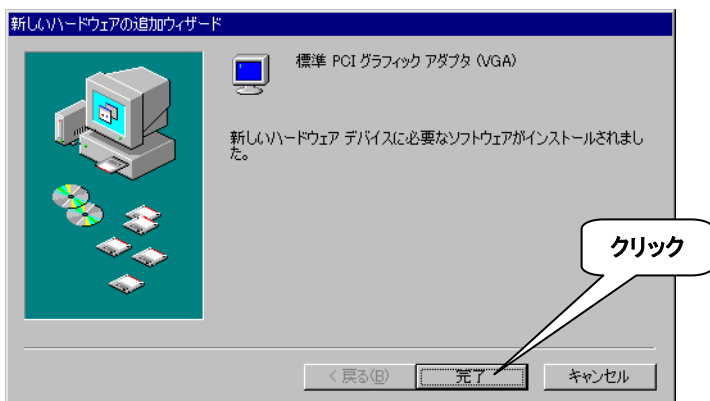 新しいハードウェアの追加ウィザード
標準 PCI グラフィック アダプタ (VGA)
新しいハードウェア デバイスに必要なソフトウェアがインストールされまし
た。
クリック
< 戻る(B)
完了
キャンセル